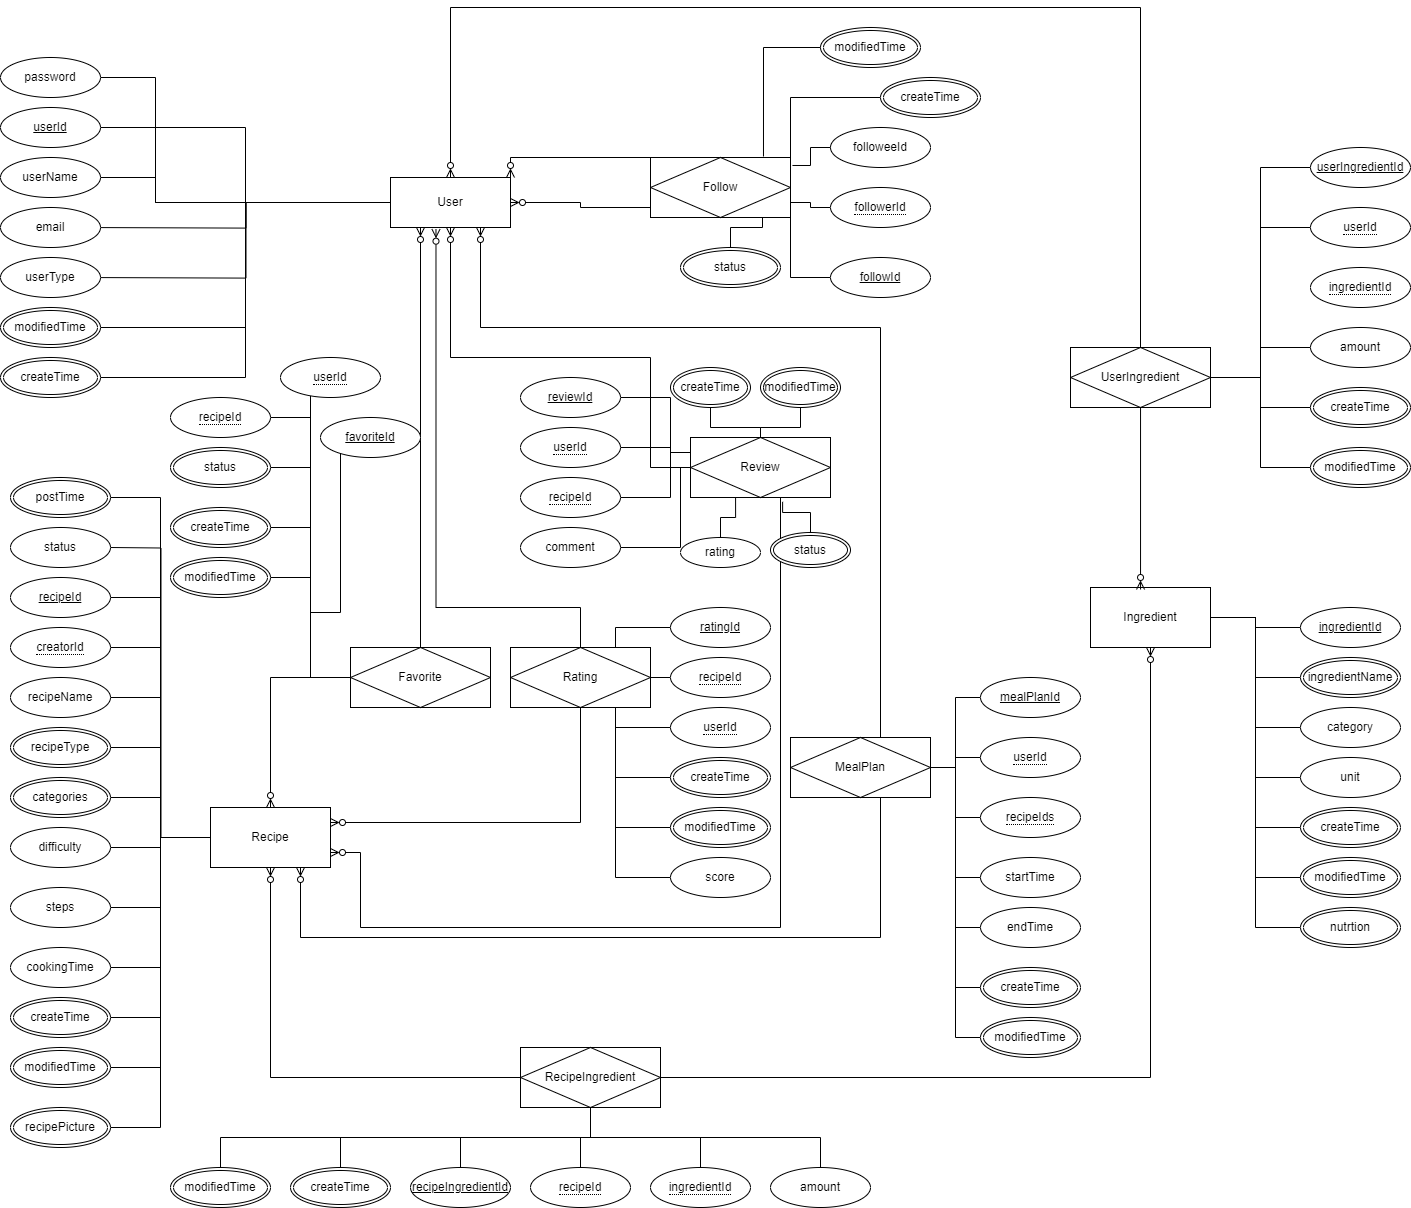 modifiedTime
password
createTime
userId
followeeId
userIngredientId
userName
User
Follow
followerId
email
userId
status
userType
followId
ingredientId
modifiedTime
amount
createTime
userId
createTime
modifiedTime
UserIngredient
reviewId
createTime
recipeId
favoriteId
userId
Review
status
modifiedTime
postTime
recipeId
createTime
status
comment
rating
status
modifiedTime
recipeId
Ingredient
ratingId
ingredientId
creatorId
Favorite
Rating
recipeId
ingredientName
recipeName
mealPlanId
userId
category
recipeType
userId
MealPlan
createTime
unit
categories
recipeIds
modifiedTime
createTime
Recipe
difficulty
score
startTime
modifiedTime
steps
endTime
nutrtion
cookingTime
createTime
createTime
modifiedTime
modifiedTime
RecipeIngredient
recipePicture
modifiedTime
createTime
recipeIngredientId
recipeId
ingredientId
amount